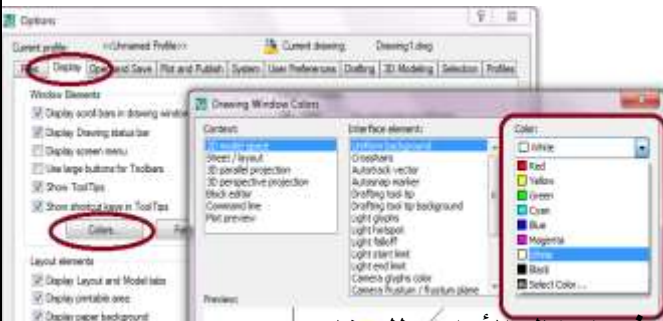 Options
Current profile: <<Unnamed Profile>> Current drawing: Drawing1.dwg
Files Display Open and Save Plot and Publish System User Preferences Drafting 3D Modeling Selection Profiles
Window Elements
Display scroll bars in drawing window
Display Drawing status bar
Display screen menu
Use large buttons for Toolbars
Show ToolTips
Show shortcut keys in ToolTips
Colors...
Layout elements
Display Layout and Model tabs
Display printable area
Display paper background
Drawing Window Colors
Context:
2D model space
Sheet / layout
3D parallel projection
3D perspective projection
Block editor
Command line
Plot preview
Interface element:
Uniform background
Crosshairs
Autotrack vector
Autosnap marker
Drafting tool tip
Drafting tool tip background
Light glyphs
Light hotspot
Light falloff
Light start limit
Light end limit
Camera glyphs color
Camera frustum / frustum plane
Color:
White
Red
Yellow
Green
Cyan
Blue
Magenta
White
Black
Select Color...
Preview: